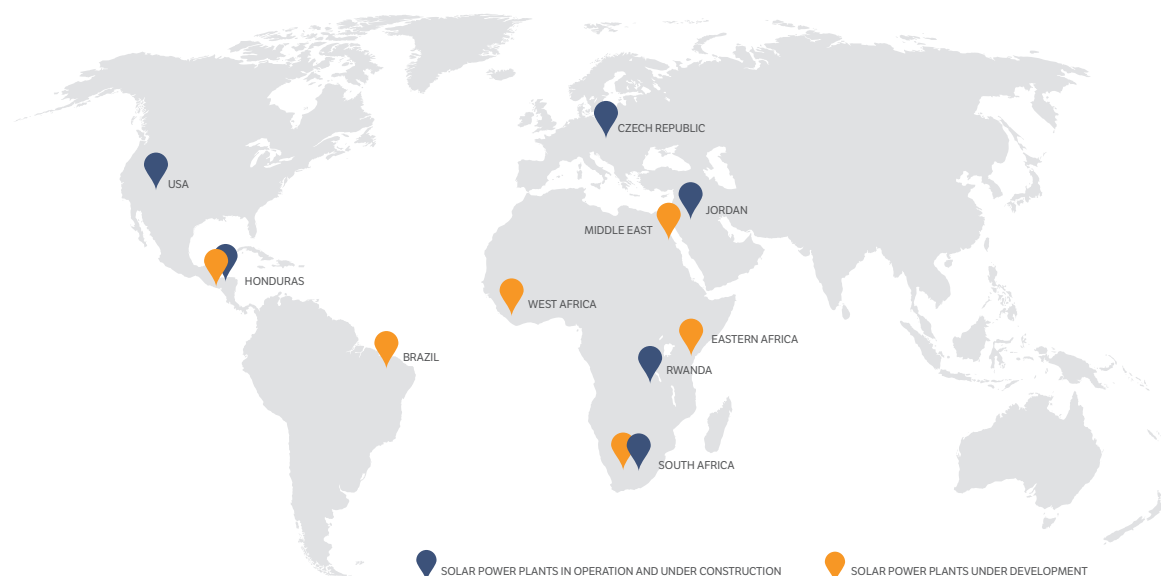 CZECH REPUBLIC
USA
JORDAN
MIDDLE EAST
HONDURAS
WEST AFRICA
EASTERN AFRICA
BRAZIL
RWANDA
SOUTH AFRICA
SOLAR POWER PLANTS IN OPERATION AND UNDER CONSTRUCTION
SOLAR POWER PLANTS UNDER DEVELOPMENT